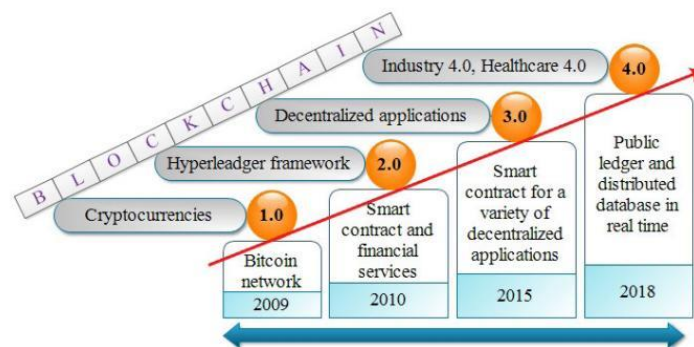 BLOCKCHAIN
Industry 4.0, Healthcare 4.0
4.0
Decentralized applications
3.0
Hyperleadger framework
2.0
Cryptocurrencies
1.0
Bitcoin
network
2009
Smart
contract and
financial
services
2010
Smart
contract for a
variety of
decentralized
applications
2015
Public
ledger and
distributed
database in
real time
2018